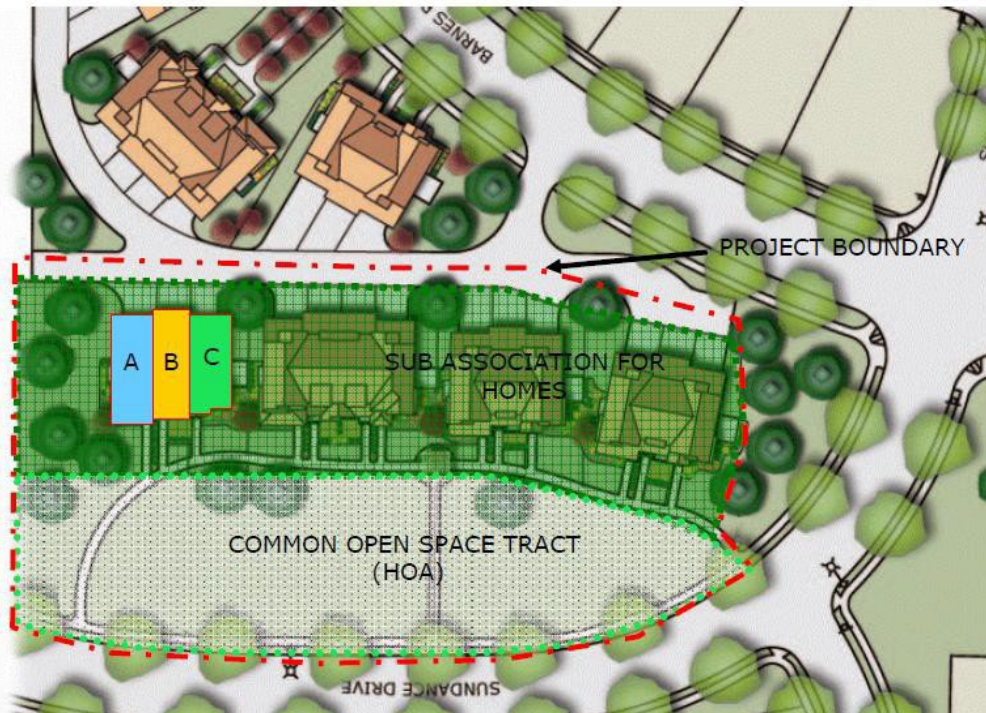 BARNES
PROJECT BOUNDARY
A
B
C
SUB ASSOCIATION FOR
HOMES
COMMON OPEN SPACE TRACT
(HOA)
SUNDANCE DRIVE